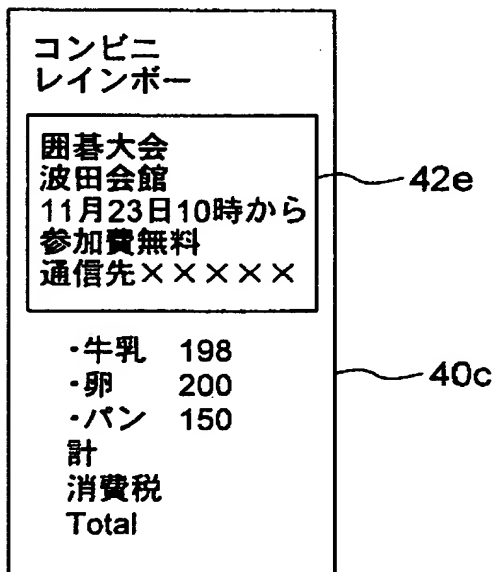 コンビニ
レインボー
囲碁大会
波田会館
11月23日10時から
参加費無料
通信先×××××
42e
・牛乳 198
・卵 200
・パン 150
40c
計
消費税
Total